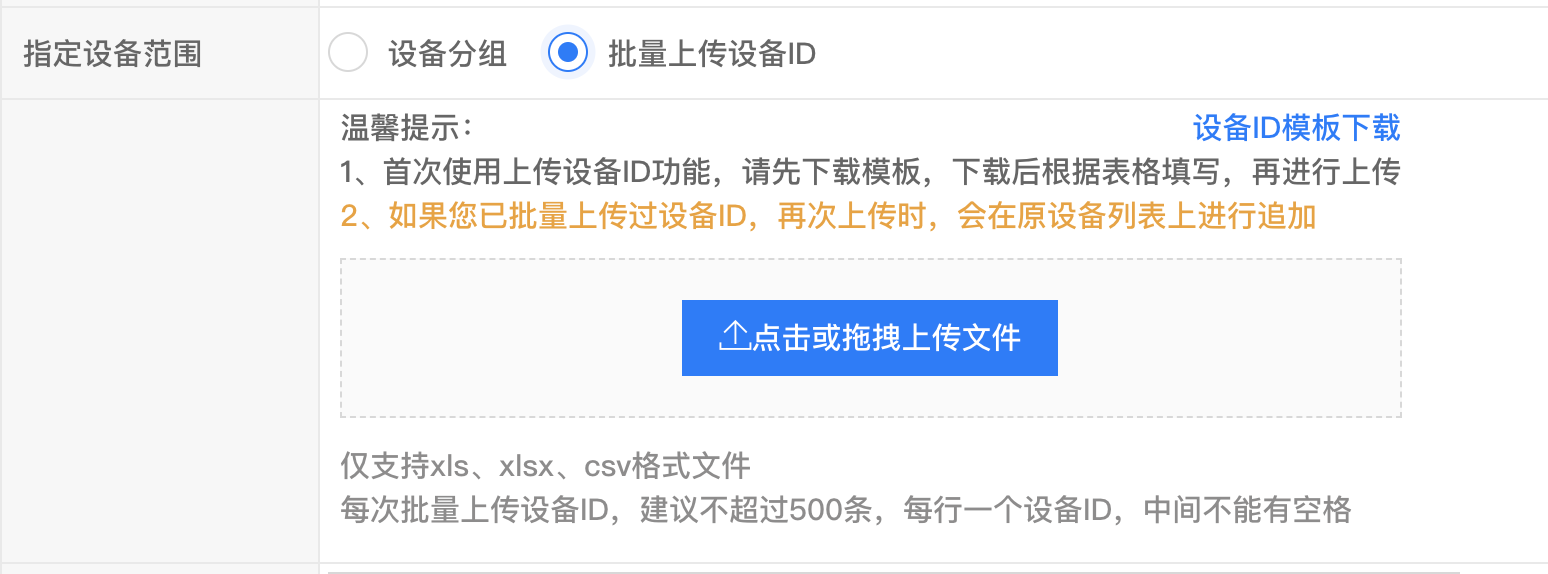 指定设备范围
设备分组
批量上传设备ID
温馨提示：
设备ID模板下载
1、首次使用上传设备ID功能，请先下载模板，下载后根据表格填写，再进行上传
2、如果您已批量上传过设备ID，再次上传时，会在原设备列表上进行追加
点击或拖拽上传文件
仅支持xls、xlsx、csv格式文件
每次批量上传设备ID，建议不超过500条，每行一个设备ID，中间不能有空格